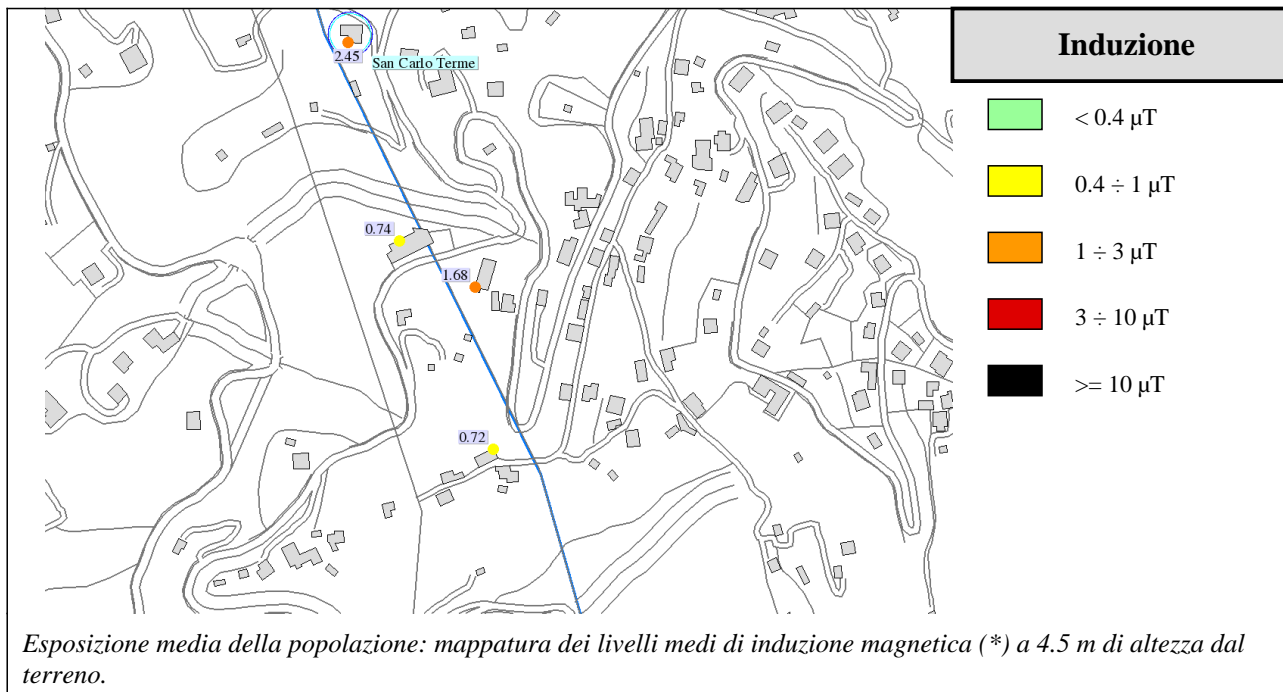 Induzione
2.45
San Carlo Terme
< 0.4 µT
0.4 ÷ 1 µT
0.74
1 ÷ 3 µT
1.68
3 ÷ 10 µT
>= 10 µT
0.72
Esposizione media della popolazione: mappatura dei livelli medi di induzione magnetica (*) a 4.5 m di altezza dal
terreno.